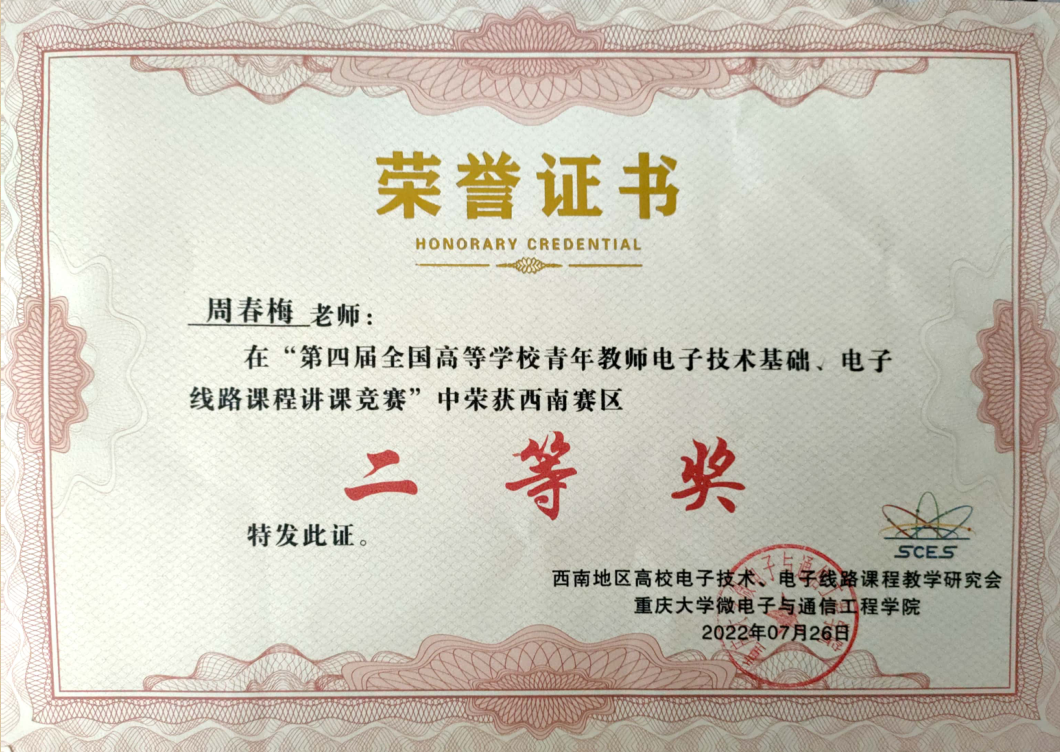 荣誉证书
HONORARY CREDENTIAL
周春梅 老师：
在“第四届全国高等学校青年教师电子技术基础、电子
线路课程讲课竞赛”中荣获西南赛区
二等奖
特发此证。
SCES
西南地区高校电子技术、电子线路课程教学研究会
重庆大学微电子与通信工程学院
2022年07月26日